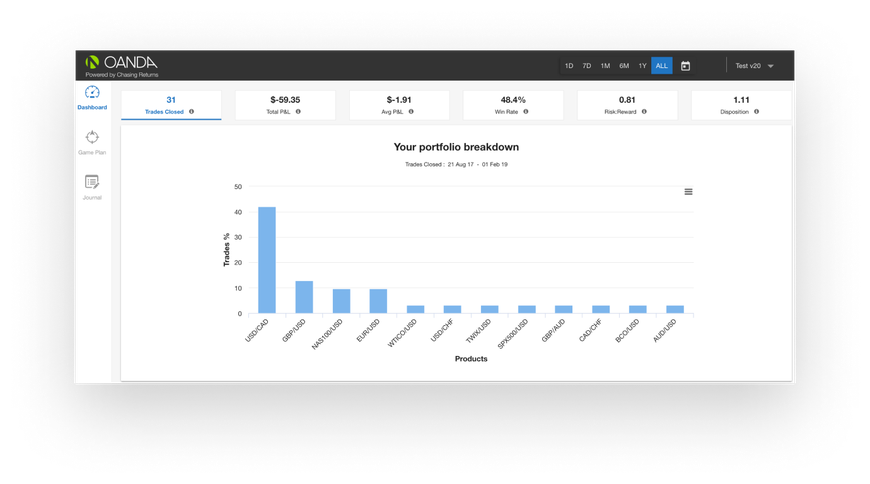 OANDA
Powered by Chasing Returns
1D 7D 1M 6M 1Y ALL
Test v20
Dashboard
Game Plan
Journal
31
Trades Closed
$-59.35
Total P&L
$-1.91
Avg P&L
48.4%
Win Rate
0.81
Risk:Reward
1.11
Disposition
Your portfolio breakdown
Trades Closed : 21 Aug 17 - 01 Feb 19
Trades %
50
40
30
20
10
0
USD/CAD
GBP/USD
NAS100/USD
EUR/USD
WTICO/USD
USD/CHF
TWIX/USD
SPX500/USD
GBP/AUD
CAD/CHF
BCO/USD
AUD/USD
Products